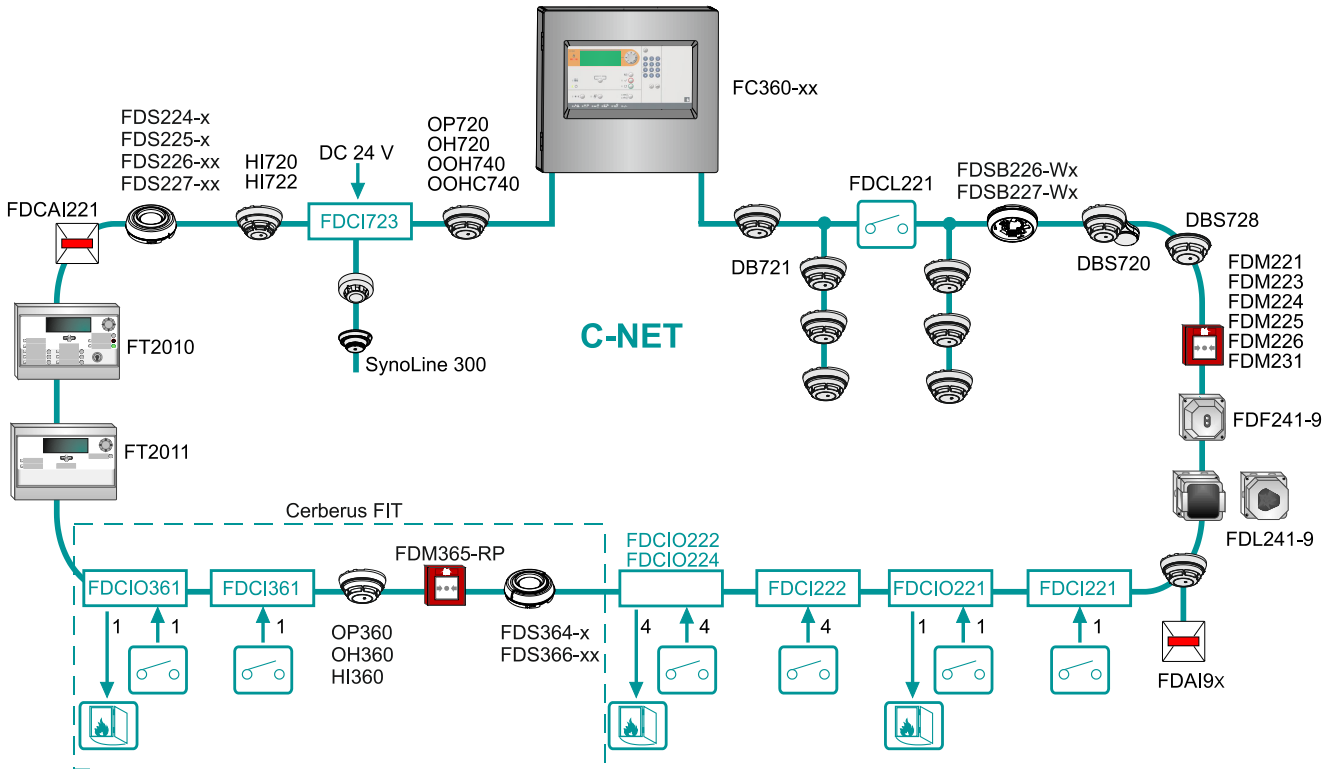 FC360-xx
OP720
OH720
OOH740
OOHC740
FDS224-x
FDS225-x
FDS226-xx
FDS227-xx
HI720
HI722
DC 24 V
FDCI723
FDCAI221
FDCL221
FDSB226-Wx
FDSB227-Wx
DBS728
DB721
DBS720
FDM221
FDM223
FDM224
FDM225
FDM226
FDM231
C-NET
SynoLine 300
FT2010
FT2011
FDF241-9
FDL241-9
Cerberus FIT
FDM365-RP
FDCIO222
FDCIO224
FDCIO361
FDCI361
FDCI222
FDCIO221
FDCI221
1
1
1
4
4
4
1
1
1
OP360
OH360
HI360
FDS364-x
FDS366-xx
FDAI9x